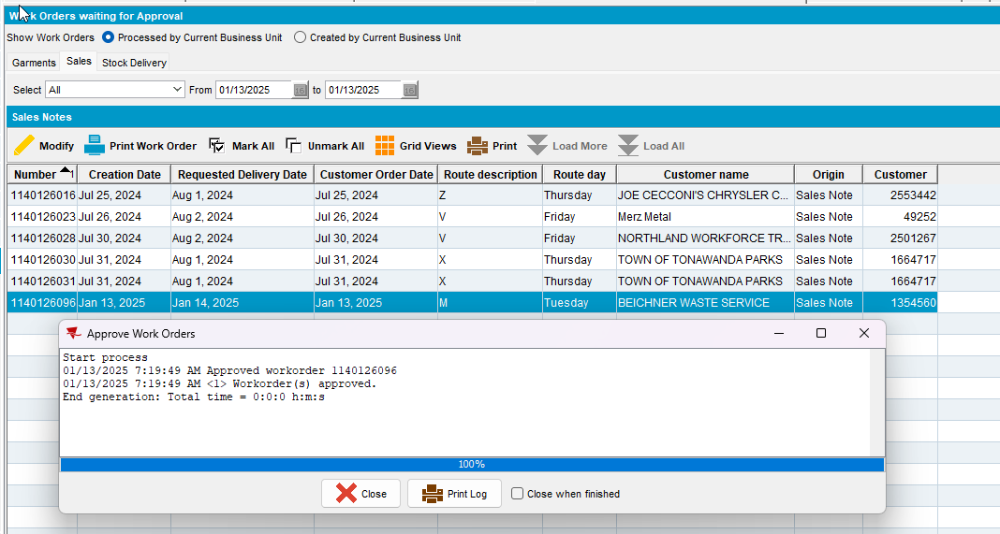 Work Orders waiting for Approval
Show Work Orders Processed by Current Business Unit Created by Current Business Unit
Garments Sales Stock Delivery
Select All From 01/13/2025 16 to 01/13/2025 16
Sales Notes
Modify Print Work Order Mark All Unmark All Grid Views Print Load More Load All
Number 1 Creation Date Requested Delivery Date Customer Order Date Route description Route day Customer name Origin Customer
1140126016 Jul 25, 2024 Aug 1, 2024 Jul 25, 2024 Z Thursday JOE CECCONI'S CHRYSLER C... Sales Note 2553442
1140126023 Jul 26, 2024 Aug 2, 2024 Jul 26, 2024 V Friday Merz Metal Sales Note 49252
1140126028 Jul 30, 2024 Aug 2, 2024 Jul 30, 2024 V Friday NORTHLAND WORKFORCE TR... Sales Note 2501267
1140126030 Jul 31, 2024 Aug 1, 2024 Jul 31, 2024 X Thursday TOWN OF TONAWANDA PARKS Sales Note 1664717
1140126031 Jul 31, 2024 Aug 1, 2024 Jul 31, 2024 X Thursday TOWN OF TONAWANDA PARKS Sales Note 1664717
1140126096 Jan 13, 2025 Jan 14, 2025 Jan 13, 2025 M Tuesday BEICHNER WASTE SERVICE Sales Note 1354560
Approve Work Orders
Start process
01/13/2025 7:19:49 AM Approved workorder 1140126096
01/13/2025 7:19:49 AM <1> Workorder(s) approved.
End generation: Total time = 0:0:0 h:m:s
100%
Close Print Log Close when finished